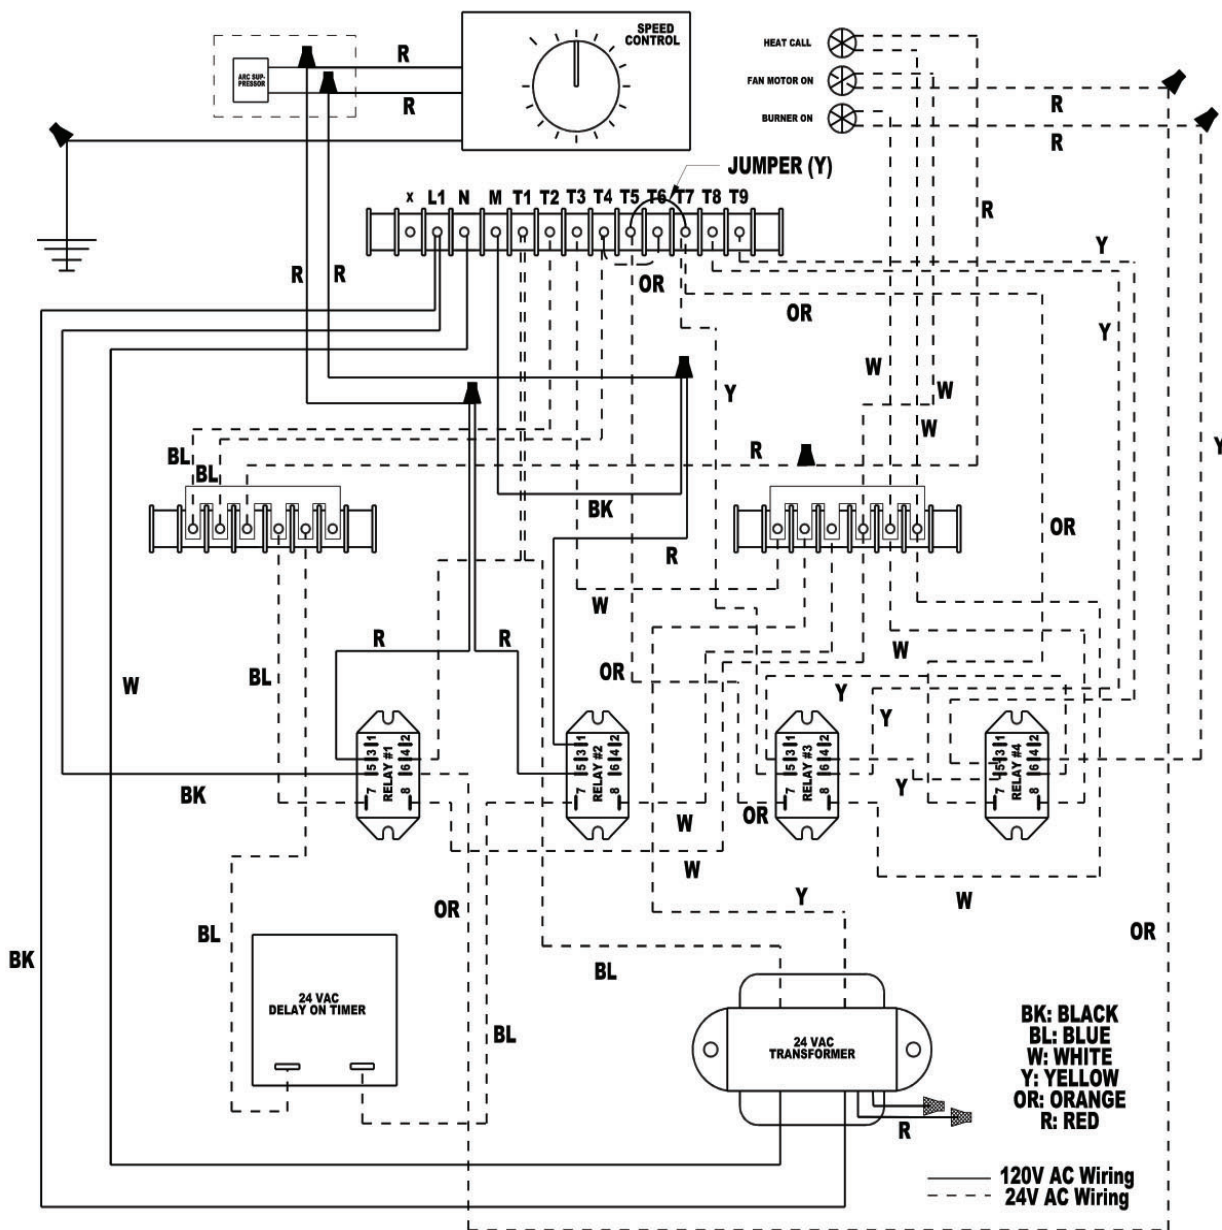 SPEED
CONTROL
HEAT CALL
R
ARC SUP-
PRESSOR
FAN MOTOR ON
R
R
BURNER ON
R
JUMPER (Y)
X L1 N M T1 T2 T3 T4 T5 T6 T7 T8 T9
R
Y
R
R
OR
OR
Y
W
W
Y
W
BL
R
Y
BL
BK
OR
R
W
R
R
W
BL
OR
W
Y
Y
1 2
3 4
5 6
7 8
RELAY #1
1 2
3 4
5 6
7 8
RELAY #2
1 2
3 4
5 6
7 8
RELAY #3
1 2
3 4
5 6
7 8
RELAY #4
BK
Y
OR
W
W
Y
W
OR
BL
OR
BK
BL
24 VAC
DELAY ON TIMER
BL
24 VAC
TRANSFORMER
R
BK: BLACK
BL: BLUE
W: WHITE
Y: YELLOW
OR: ORANGE
R: RED
120V AC Wiring
24V AC Wiring